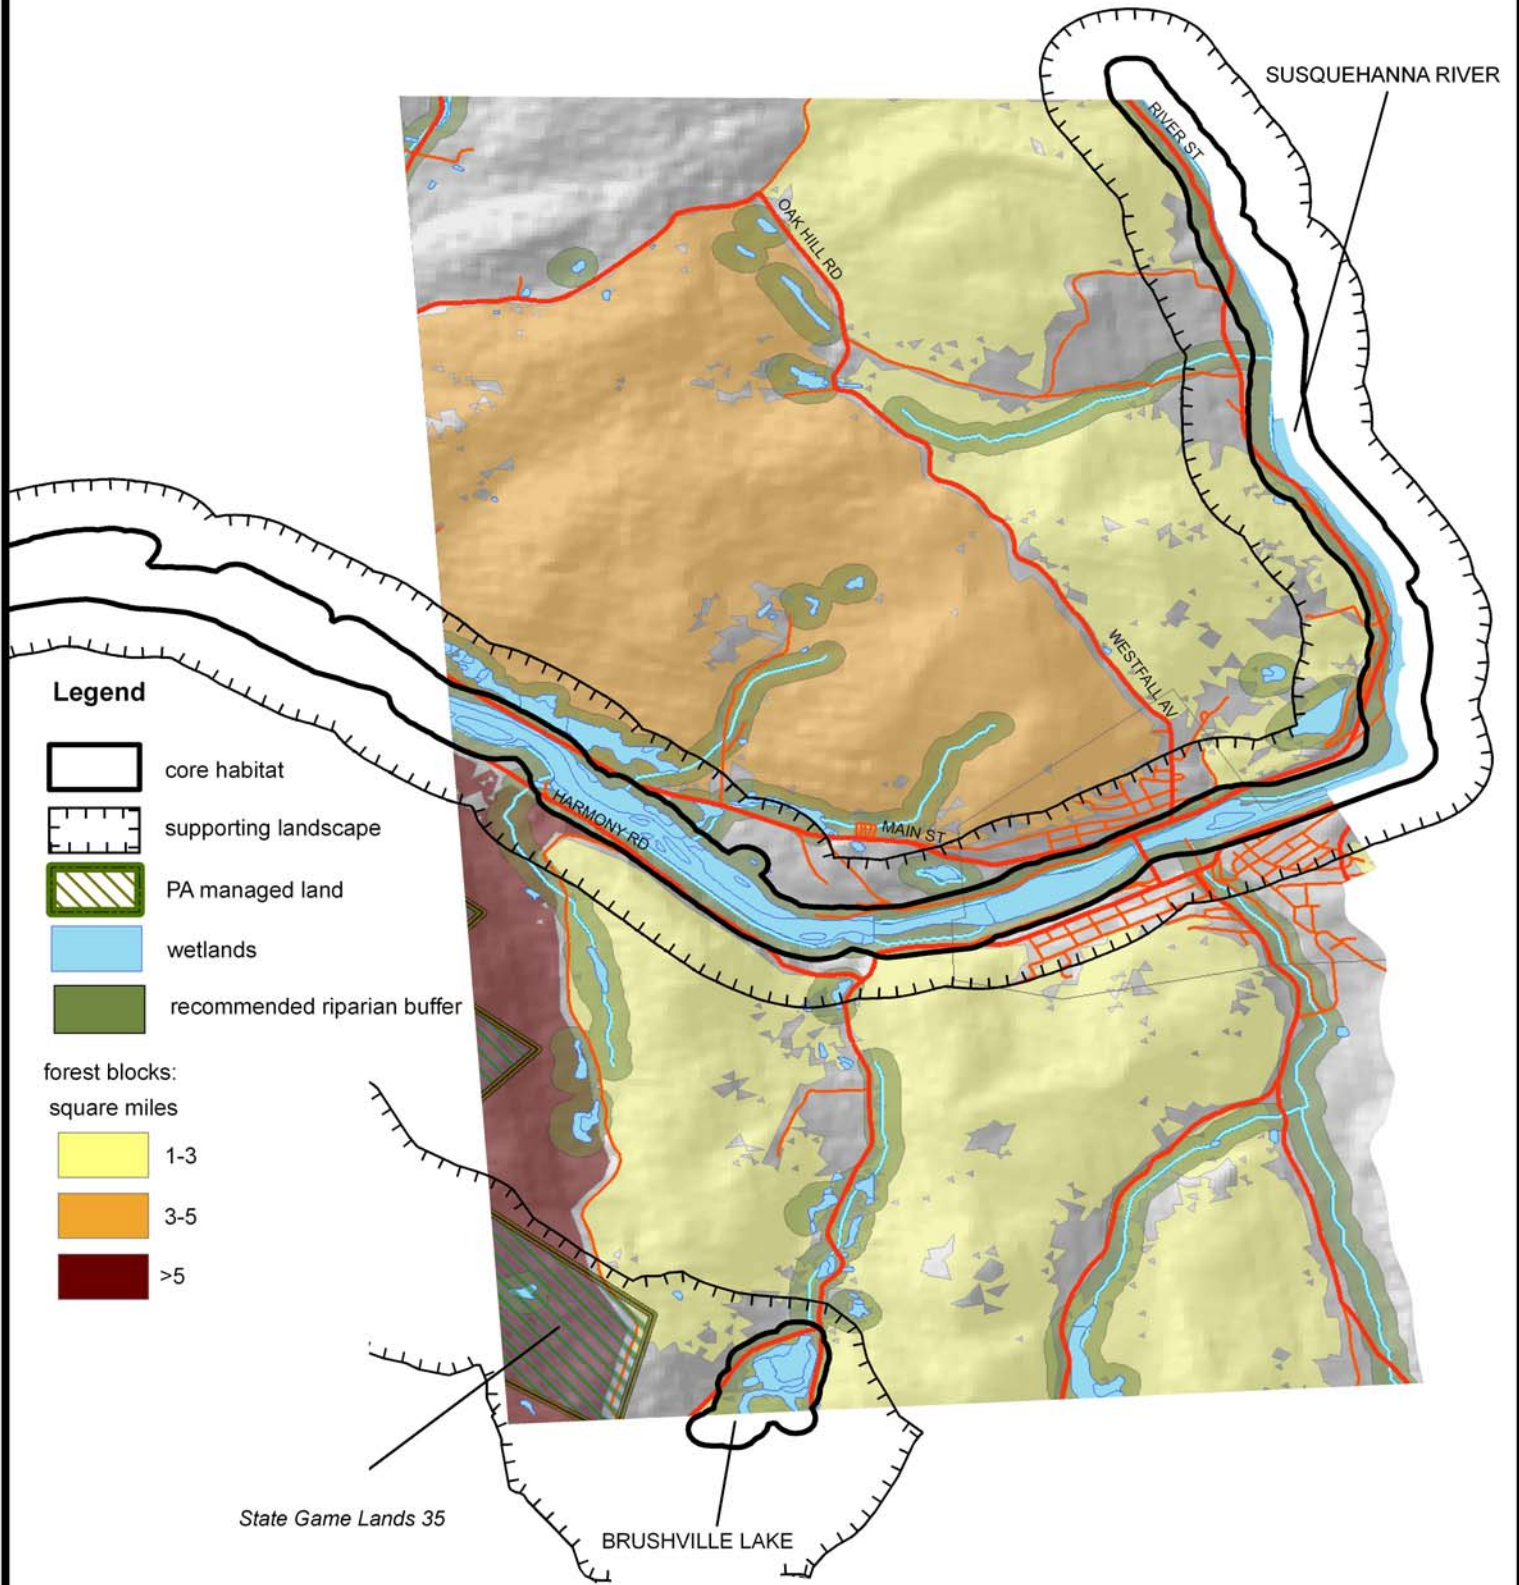 SUSQUEHANNA RIVER
RIVER ST
OAK HILL RD
WESTFALL AV
Legend
core habitat
supporting landscape
PA managed land
wetlands
recommended riparian buffer
forest blocks:
square miles
1-3
3-5
>5
HARMONY RD
MAIN ST
State Game Lands 35
BRUSHVILLE LAKE